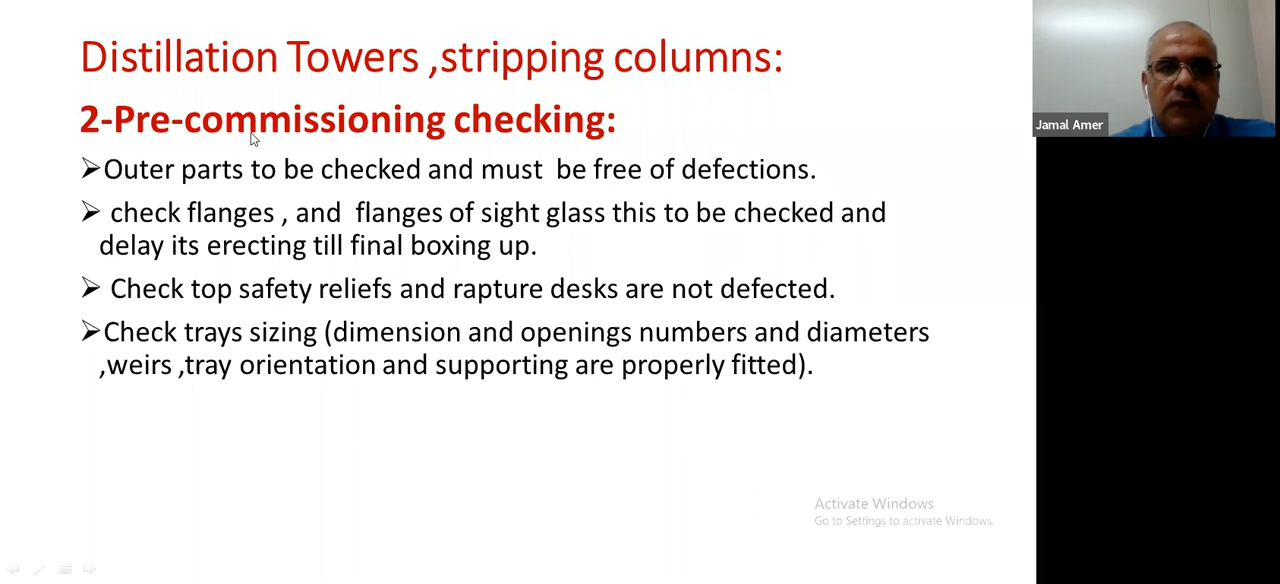 Distillation Towers ,stripping columns:
2-Pre-commissioning checking:
➢Outer parts to be checked and must  be free of defections.
➢ check flanges , and  flanges of sight glass this to be checked and
delay its erecting till final boxing up.
➢ Check top safety reliefs and rapture desks are not defected.
➢Check trays sizing (dimension and openings numbers and diameters
,weirs ,tray orientation and supporting are properly fitted).
Jamal Amer
Activate Windows
Go to Settings to activate Windows.